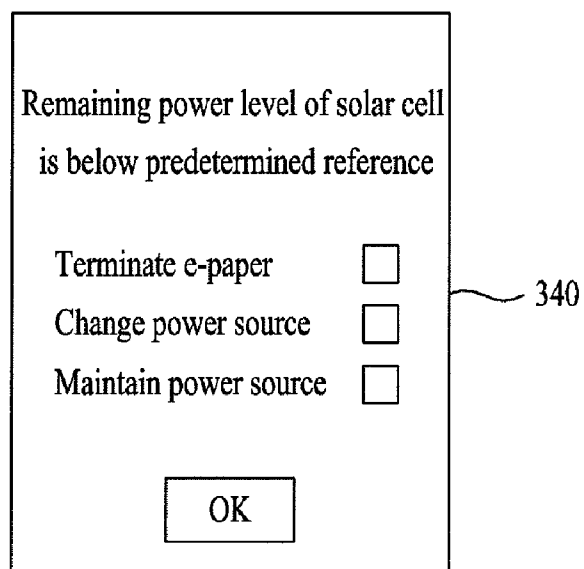 Remaining power level of solar cell
is below predetermined reference
Terminate e-paper
Change power source
340
Maintain power source
OK